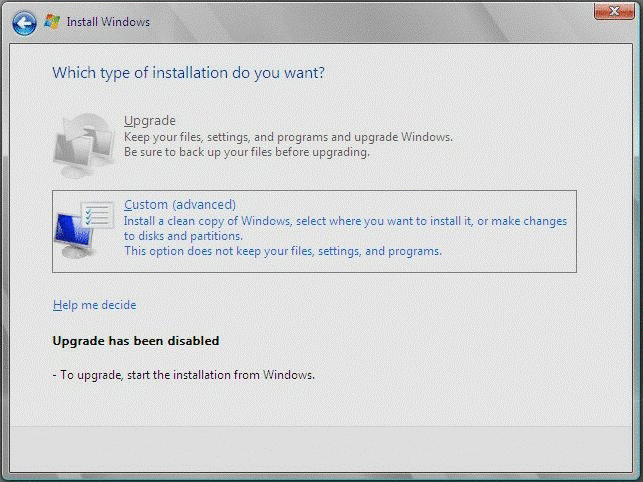 Install Windows
Which type of installation do you want?
Upgrade
Keep your files, settings, and programs and upgrade Windows.
Be sure to back up your files before upgrading.
Custom (advanced)
Install a clean copy of Windows, select where you want to install it, or make changes
to disks and partitions.
This option does not keep your files, settings, and programs.
Help me decide
Upgrade has been disabled
- To upgrade, start the installation from Windows.